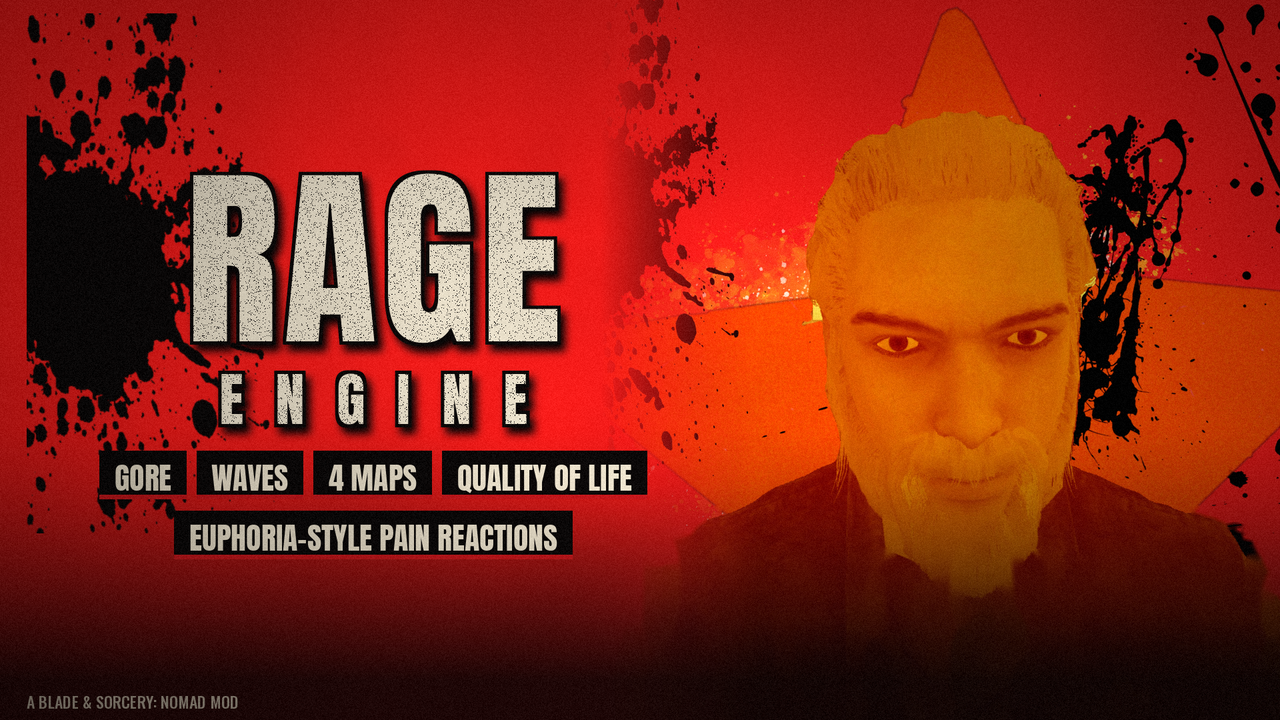 RAGE
ENGINE
GORE WAVES 4 MAPS QUALITY OF LIFE
EUPHORIA-STYLE PAIN REACTIONS
A BLADE & SORCERY: NOMAD MOD